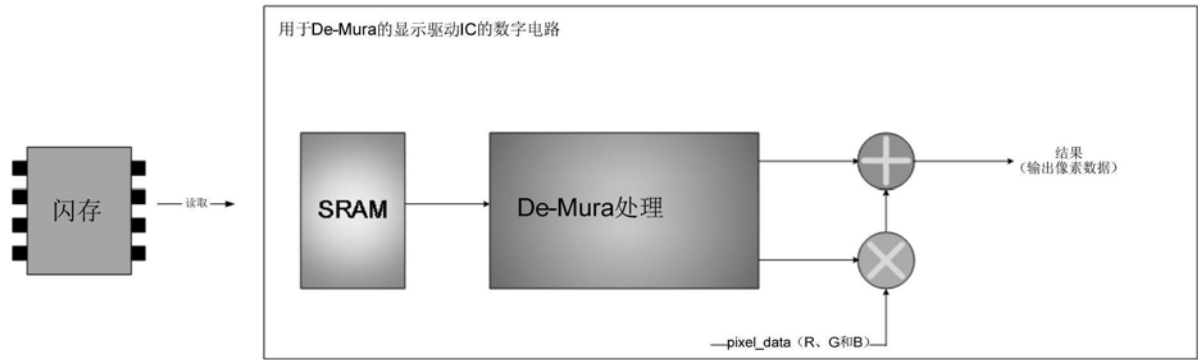 用于De-Mura的显示驱动IC的数字电路
闪存
读取
SRAM
De-Mura处理
结果
（输出像素数据）
pixel_data（R、G和B）